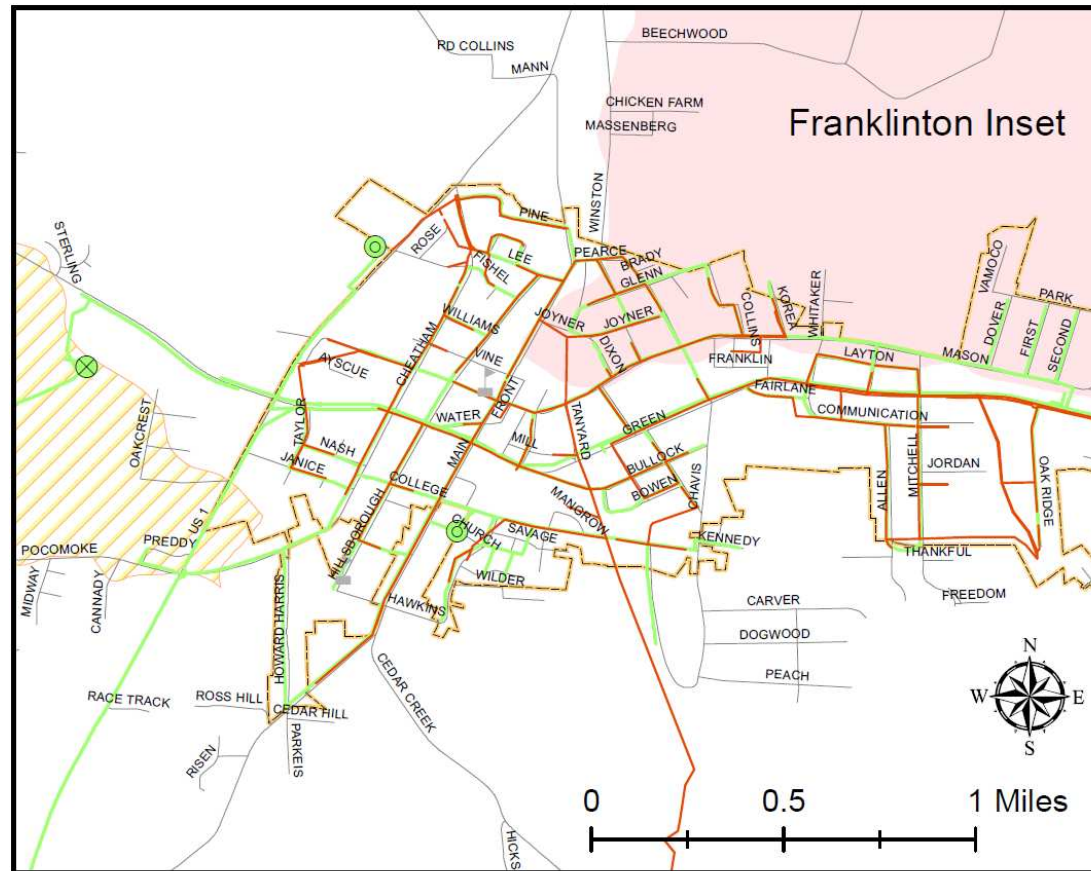 BEECHWOOD
RD COLLINS
MANN
CHICKEN FARM
MASSENBERG
Franklinton Inset
WINSTON
PINE
STERLING
ROSE
LEE
PEARCE
BRADY
FISHEL
GLENN
VAMOCO
PARK
KOREA
WHITAKER
COLLINS
DOVER
FIRST
SECOND
WILLIAMS
JOYNER
JOYNER
CHEATHAM
DIXON
MASON
LAYTON
FRANKLIN
VINE
AYSCUE
FRONT
FAIRLANE
COMMUNICATION
WATER
GREEN
TANYARD
MILL
TAYLOR
OAKCREST
NASH
MAIN
JANICE
BULLOCK
BOWEN
CHAVIS
JORDAN
ALLEN
MITCHELL
OAK RIDGE
COLLEGE
MANGROW
HILLSBOROUGH
US 1
CHURCH
SAVAGE
KENNEDY
PREDDY
POCOMOKE
THANKFUL
WILDER
MIDWAY
CANNADY
HOWARD HARRIS
HAWKINS
FREEDOM
CARVER
DOGWOOD
PEACH
CEDAR CREEK
RACE TRACK
ROSS HILL
CEDAR HILL
PARKEIS
RISEN
HICKS
N
W
E
S
0
0.5
1 Miles